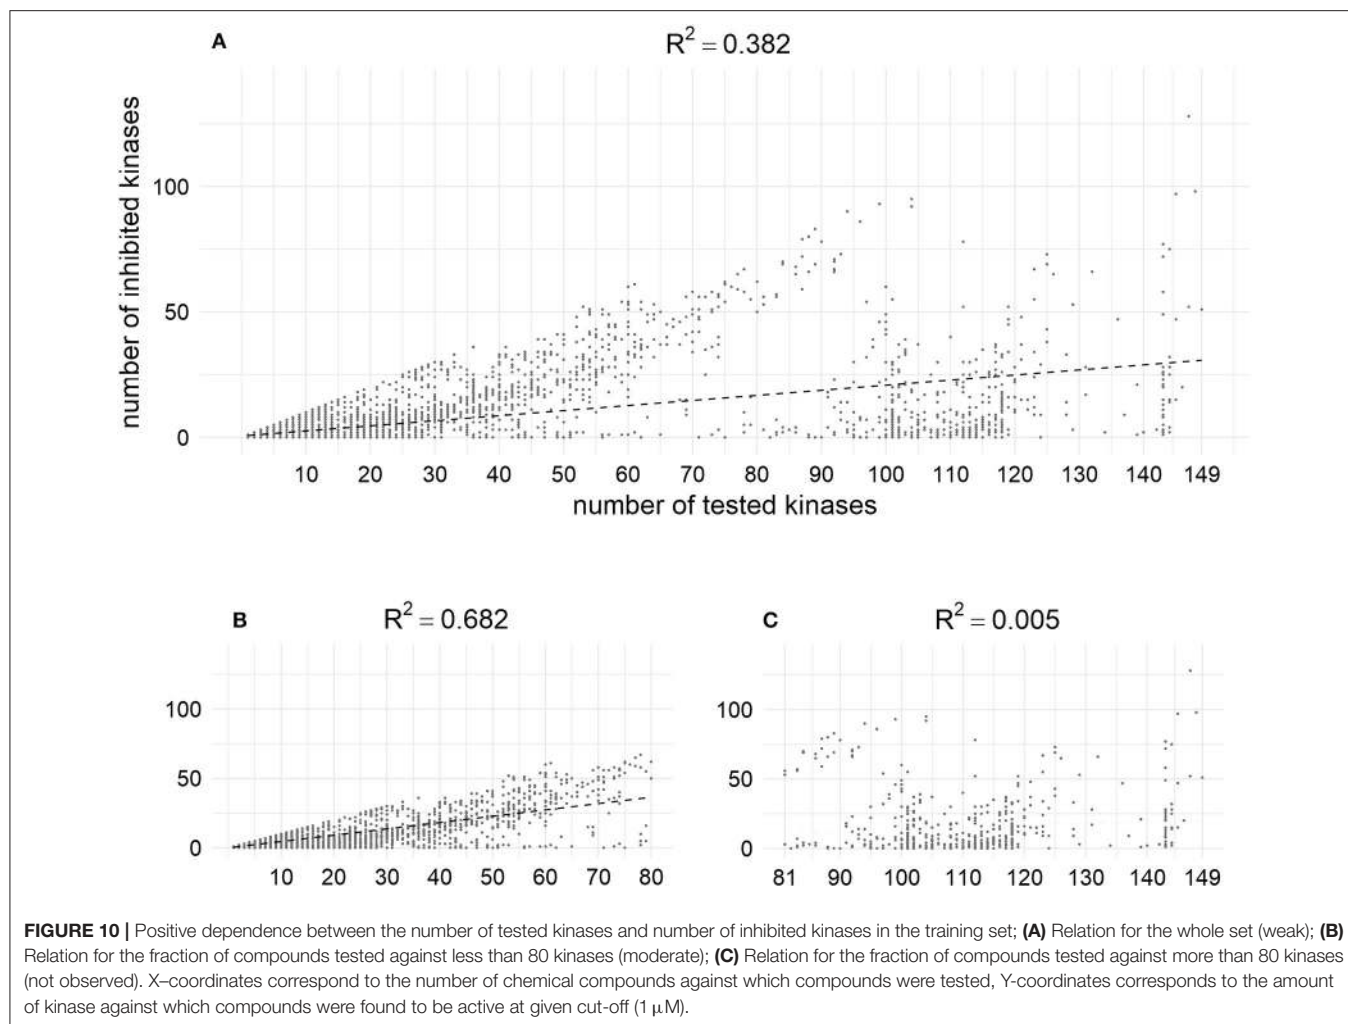 A
R² = 0.382
number of inhibited kinases
100
50
0
10 20 30 40 50 60 70 80 90 100 110 120 130 140 149
number of tested kinases
B R² = 0.682
100
50
0
10 20 30 40 50 60 70 80
C R² = 0.005
100
50
0
81 90 100 110 120 130 140 149
FIGURE 10 | Positive dependence between the number of tested kinases and number of inhibited kinases in the training set; (A) Relation for the whole set (weak); (B)
Relation for the fraction of compounds tested against less than 80 kinases (moderate); (C) Relation for the fraction of compounds tested against more than 80 kinases
(not observed). X–coordinates correspond to the number of chemical compounds against which compounds were tested, Y-coordinates corresponds to the amount
of kinase against which compounds were found to be active at given cut-off (1 μM).